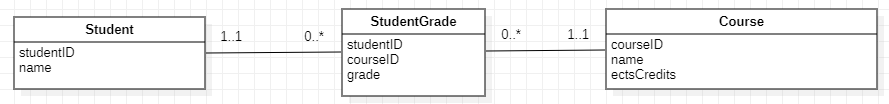 Student
studentID
name
1..1
0..*
StudentGrade
studentID
courseID
grade
0..*
1..1
Course
courseID
name
ectsCredits